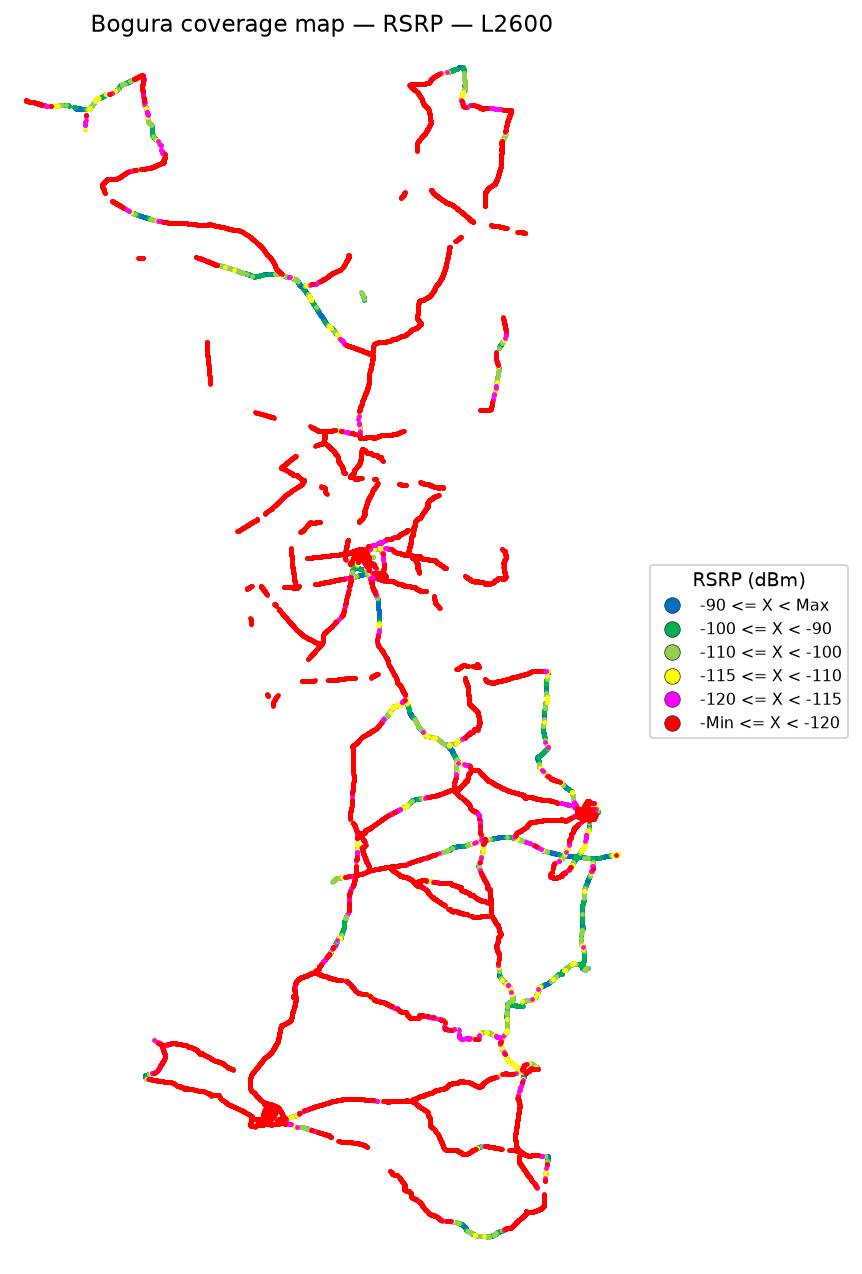 Bogura coverage map — RSRP — L2600
RSRP (dBm)
-90 <= X < Max
-100 <= X < -90
-110 <= X < -100
-115 <= X < -110
-120 <= X < -115
-Min <= X < -120